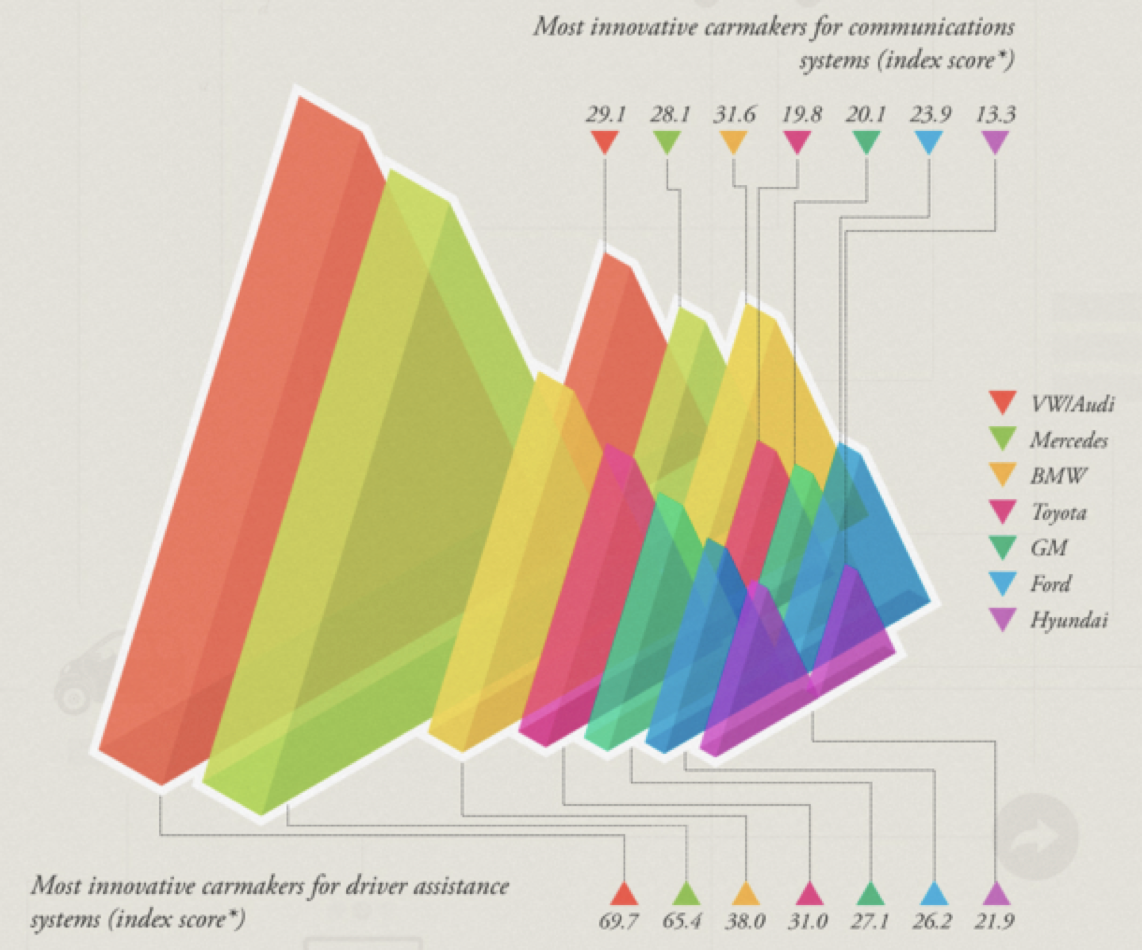 Most innovative carmakers for communications
systems (index score*)
29.1 28.1 31.6 19.8 20.1 23.9 13.3
VW/Audi
Mercedes
BMW
Toyota
GM
Ford
Hyundai
Most innovative carmakers for driver assistance
systems (index score*)
69.7 65.4 38.0 31.0 27.1 26.2 21.9